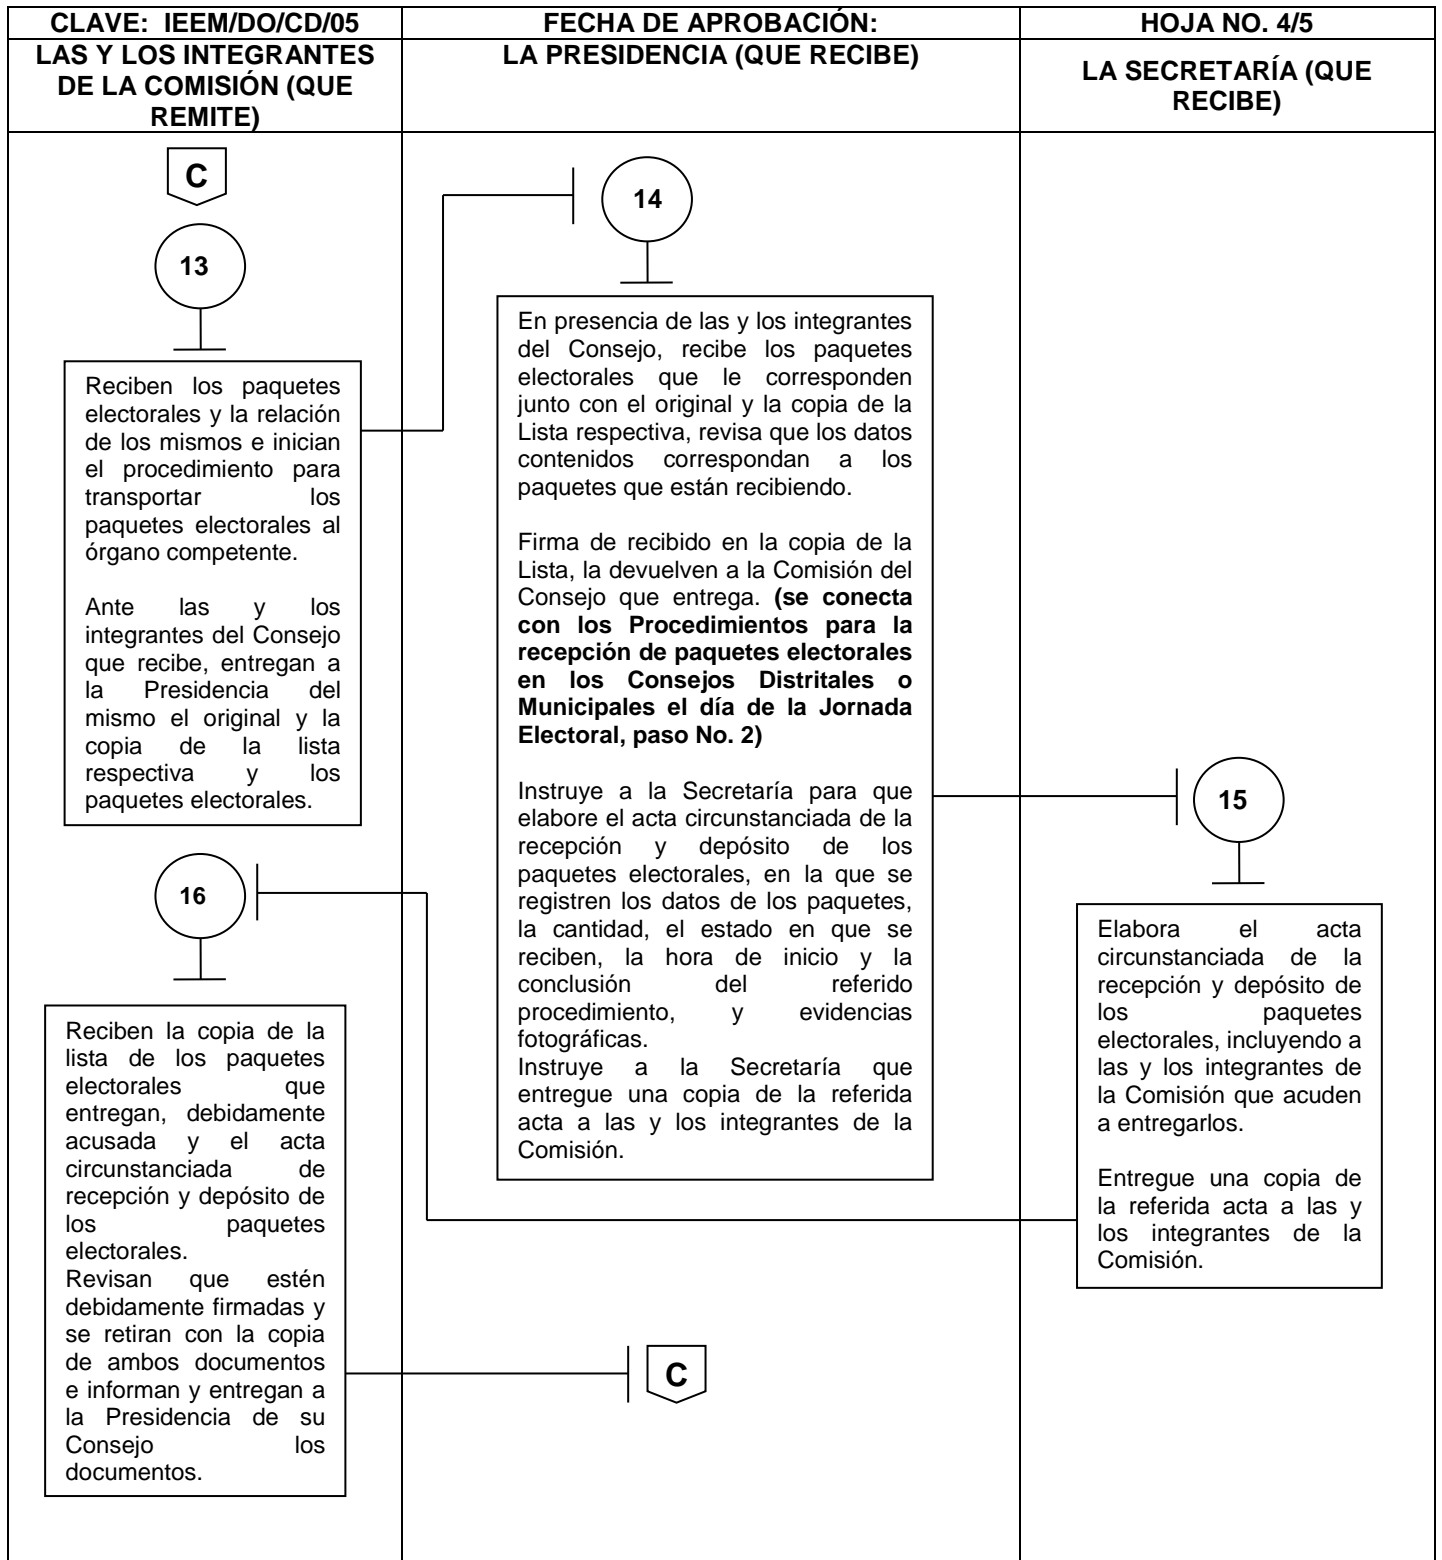 CLAVE: IEEM/DO/CD/05
FECHA DE APROBACIÓN:
HOJA NO. 4/5
LAS Y LOS INTEGRANTES
DE LA COMISIÓN (QUE
REMITE)
LA PRESIDENCIA (QUE RECIBE)
LA SECRETARÍA (QUE
RECIBE)
C
13
Reciben los paquetes
electorales y la relación
de los mismos e inician
el procedimiento para
transportar los
paquetes electorales al
órgano competente.
Ante las y los
integrantes del Consejo
que recibe, entregan a
la Presidencia del
mismo el original y la
copia de la lista
respectiva y los
paquetes electorales.
14
En presencia de las y los integrantes
del Consejo, recibe los paquetes
electorales que le corresponden
junto con el original y la copia de la
Lista respectiva, revisa que los datos
contenidos correspondan a los
paquetes que están recibiendo.
Firma de recibido en la copia de la
Lista, la devuelven a la Comisión del
Consejo que entrega. (se conecta
con los Procedimientos para la
recepción de paquetes electorales
en los Consejos Distritales o
Municipales el día de la Jornada
Electoral, paso No. 2)
Instruye a la Secretaría para que
elabore el acta circunstanciada de la
recepción y depósito de los
paquetes electorales, en la que se
registren los datos de los paquetes,
la cantidad, el estado en que se
reciben, la hora de inicio y la
conclusión del referido
procedimiento, y evidencias
fotográficas.
Instruye a la Secretaría que
entregue una copia de la referida
acta a las y los integrantes de la
Comisión.
15
Elabora el acta
circunstanciada de la
recepción y depósito de
los paquetes
electorales, incluyendo a
las y los integrantes de
la Comisión que acuden
a entregarlos.
Entregue una copia de
la referida acta a las y
los integrantes de la
Comisión.
16
Reciben la copia de la
lista de los paquetes
electorales que
entregan, debidamente
acusada y el acta
circunstanciada de
recepción y depósito de
los paquetes
electorales.
Revisan que estén
debidamente firmadas y
se retiran con la copia
de ambos documentos
e informan y entregan a
la Presidencia de su
Consejo los
documentos.
C